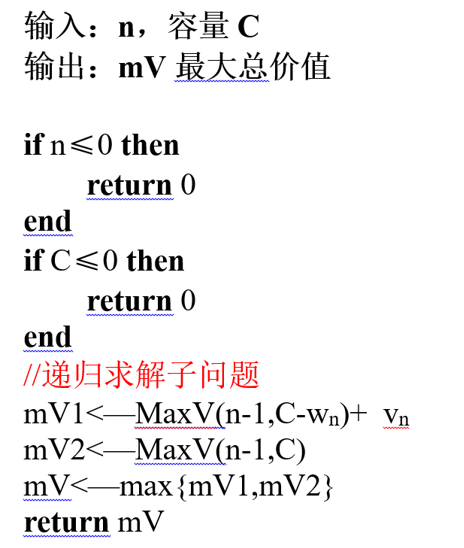 输入：n，容量 C
输出：mV 最大总价值
if n≤0 then
return 0
end
if C≤0 then
return 0
end
//递归求解子问题
mV1<—MaxV(n-1,C-wn)+ vn
mV2<—MaxV(n-1,C)
mV<—max{mV1,mV2}
return mV